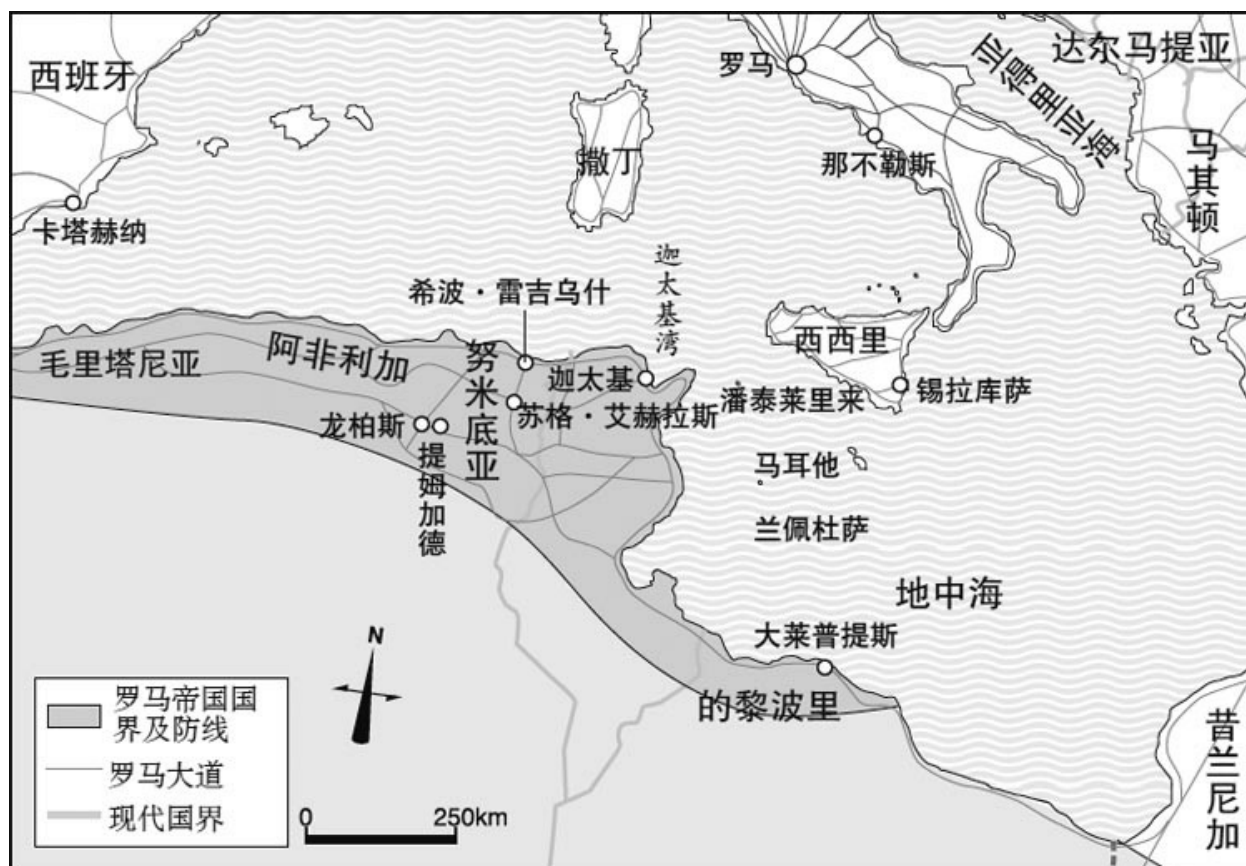 西班牙
罗马
达尔马提亚
亚得里亚海
撒丁
那不勒斯
马其顿
卡塔赫纳
迦太基湾
希波·雷吉乌什
毛里塔尼亚
阿非利加
努米底亚
迦太基
西西里
潘泰莱里来
锡拉库萨
龙柏斯
苏格·艾赫拉斯
提姆加德
马耳他
兰佩杜萨
地中海
大莱普提斯
的黎波里
昔兰尼加
N
罗马帝国国
界及防线
罗马大道
现代国界
0 250km